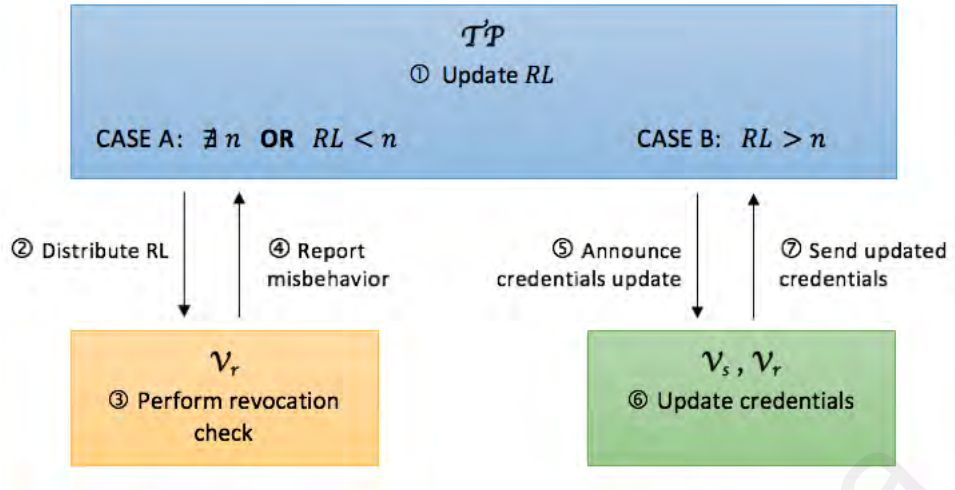 𝒯𝒫
① Update RL
CASE A: ∄ n OR RL < n
CASE B: RL > n
② Distribute RL
④ Report
misbehavior
⑤ Announce
credentials update
⑦ Send updated
credentials
𝒱r
③ Perform revocation
check
𝒱s , 𝒱r
⑥ Update credentials